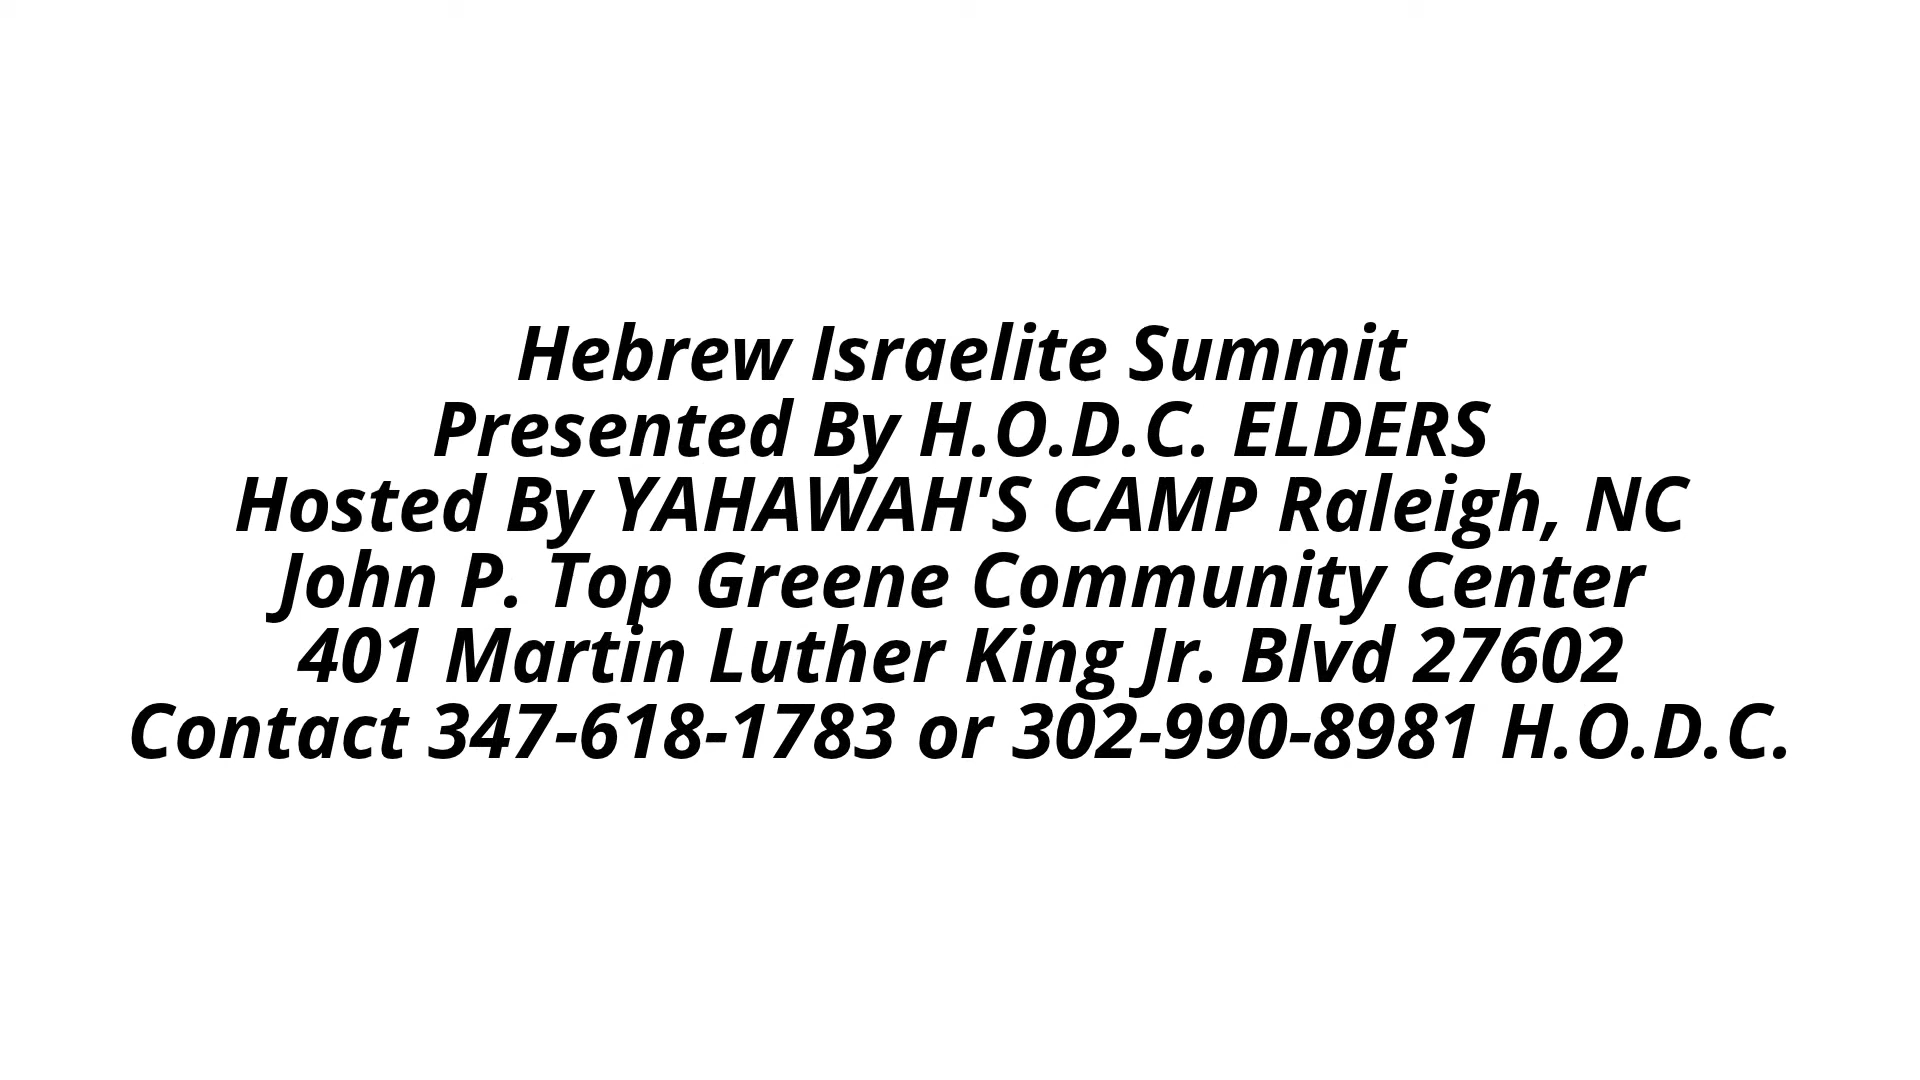 Hebrew Israelite Summit
Presented By H.O.D.C. ELDERS
Hosted By YAHAWAH'S CAMP Raleigh, NC
John P. Top Greene Community Center
401 Martin Luther King Jr. Blvd 27602
Contact 347-618-1783 or 302-990-8981 H.O.D.C.